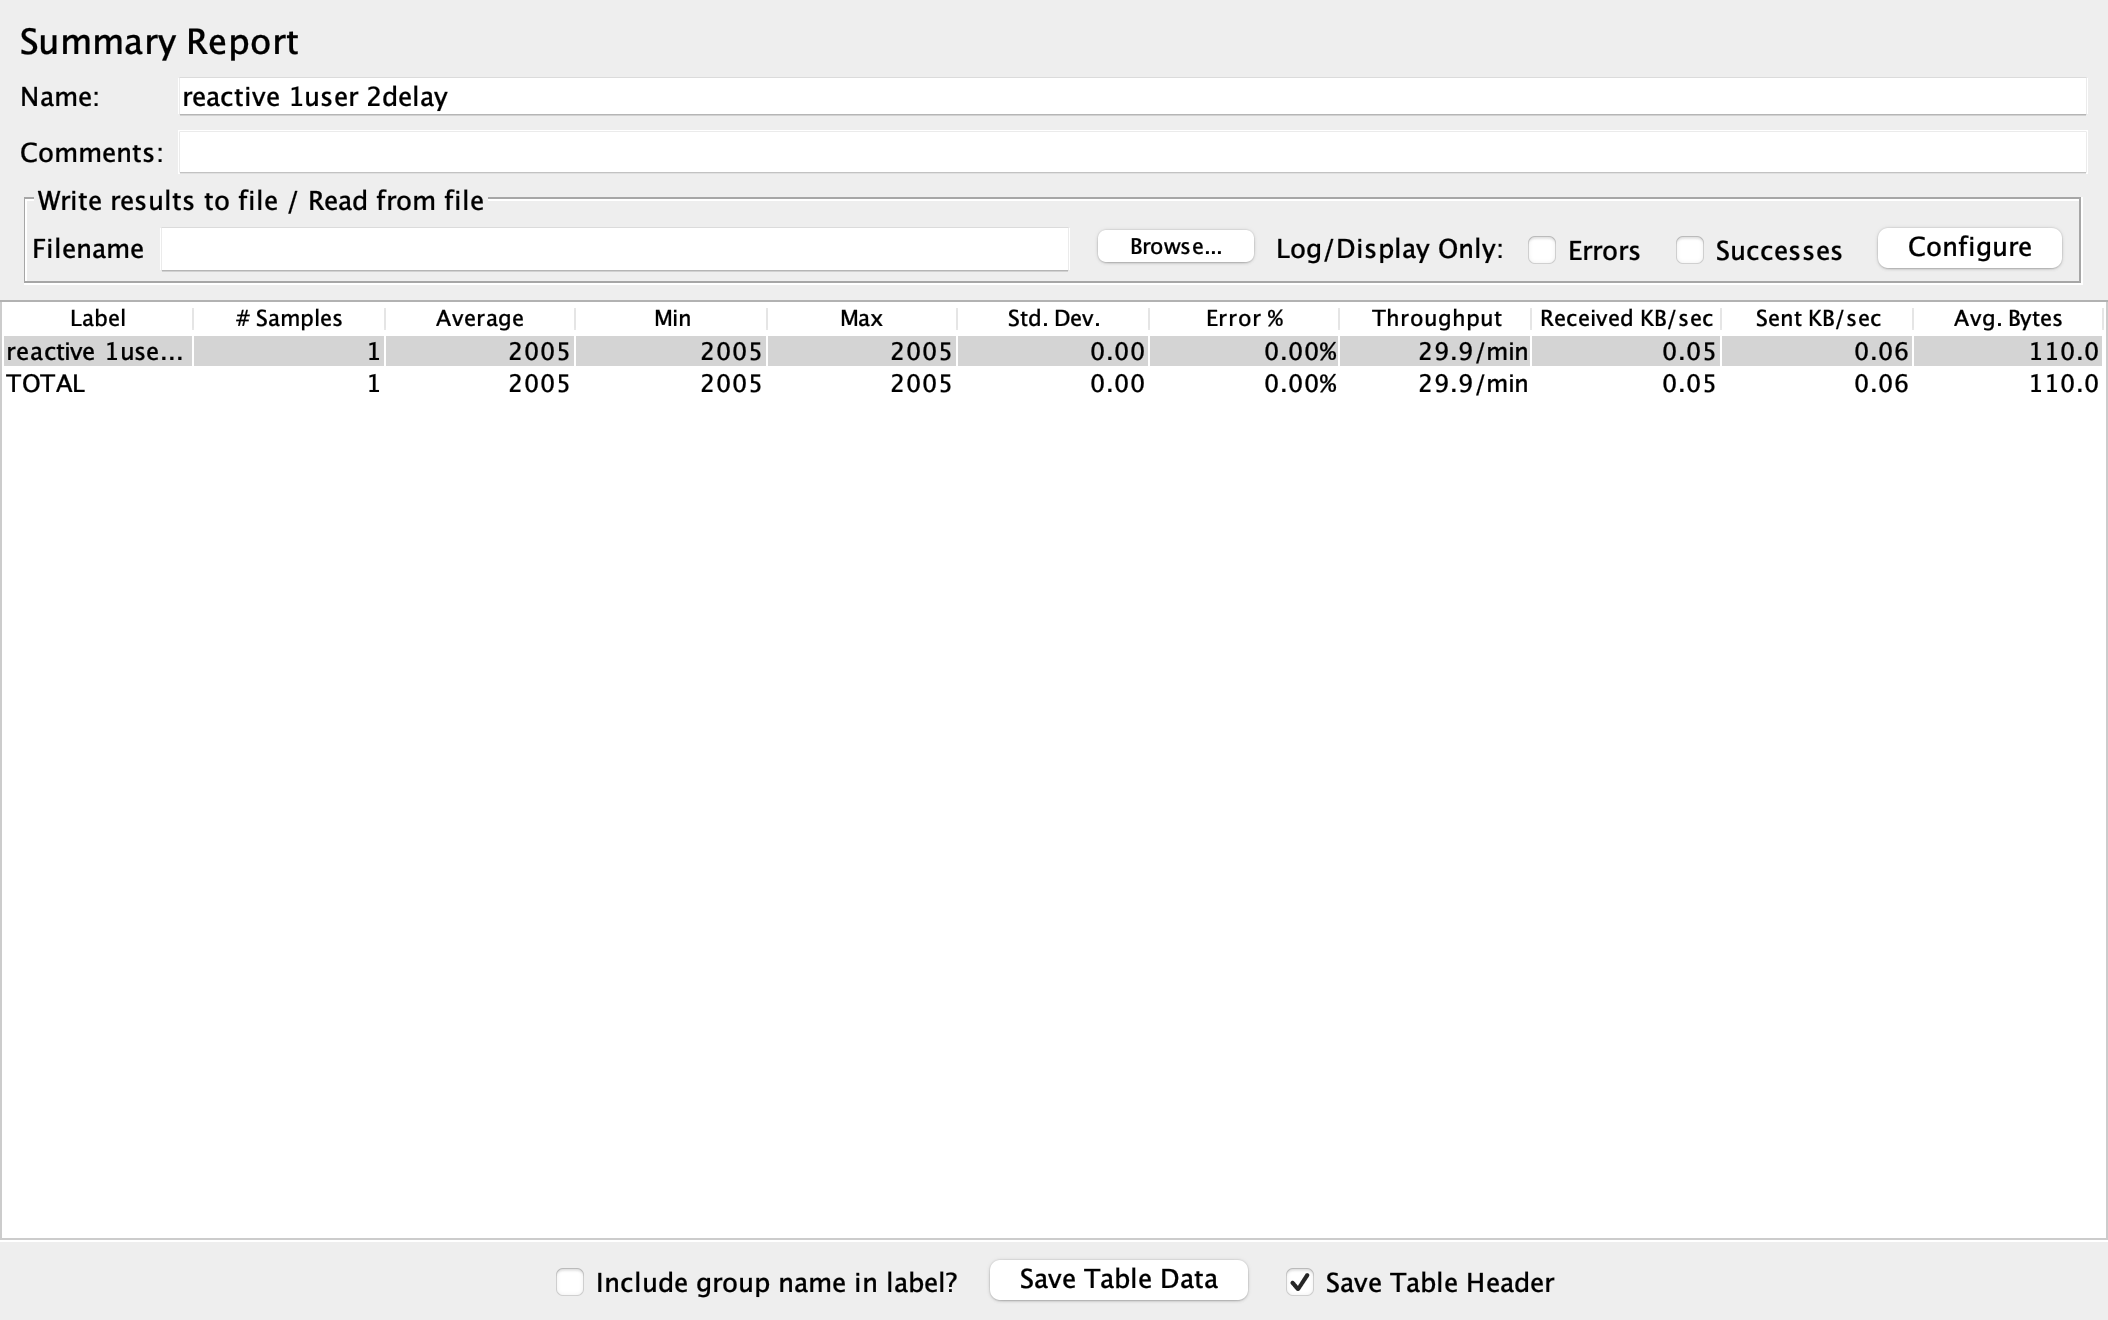 Summary Report
Name: reactive 1user 2delay
Comments:
Write results to file / Read from file
Filename Browse... Log/Display Only: Errors Successes Configure
Label # Samples Average Min Max Std. Dev. Error % Throughput Received KB/sec Sent KB/sec Avg. Bytes
reactive 1use... 1 2005 2005 2005 0.00 0.00% 29.9/min 0.05 0.06 110.0
TOTAL 1 2005 2005 2005 0.00 0.00% 29.9/min 0.05 0.06 110.0
Include group name in label? Save Table Data Save Table Header